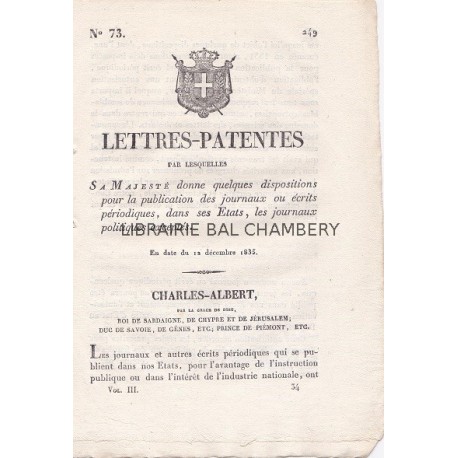 N° 73. 249
LETTRES-PATENTES
PAR LESQUELLES
SA MAJESTÉ donne quelques dispositions
pour la publication des journaux ou écrits
périodiques, dans ses Etats, les journaux
politiques
LIBRAIRIE BAL CHAMBERY
En date du 12 décembre 1835.
CHARLES-ALBERT,
PAR LA GRACE DE DIEU,
ROI DE SARDAIGNE, DE CHYPRE ET DE JÉRUSALEM;
DUC DE SAVOIE, DE GÊNES, ETC; PRINCE DE PIÉMONT, ETC.
LES journaux et autres écrits périodiques qui se pu-
blient dans nos Etats, pour l'avantage de l'instruction
publique ou dans l'intérêt de l'industrie nationale, ont
VOL. III. 34